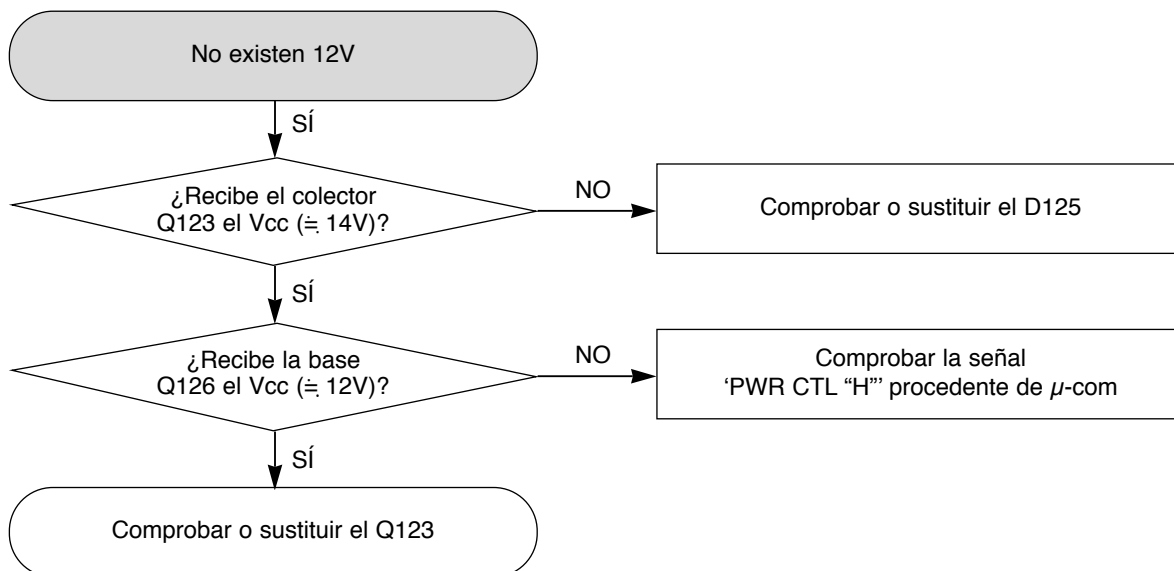 No existen 12V
SÍ
¿Recibe el colector
Q123 el Vcc (≒ 14V)?
NO
Comprobar o sustituir el D125
SÍ
¿Recibe la base
Q126 el Vcc (≒ 12V)?
NO
Comprobar la señal
‘PWR CTL “H”’ procedente de µ-com
SÍ
Comprobar o sustituir el Q123